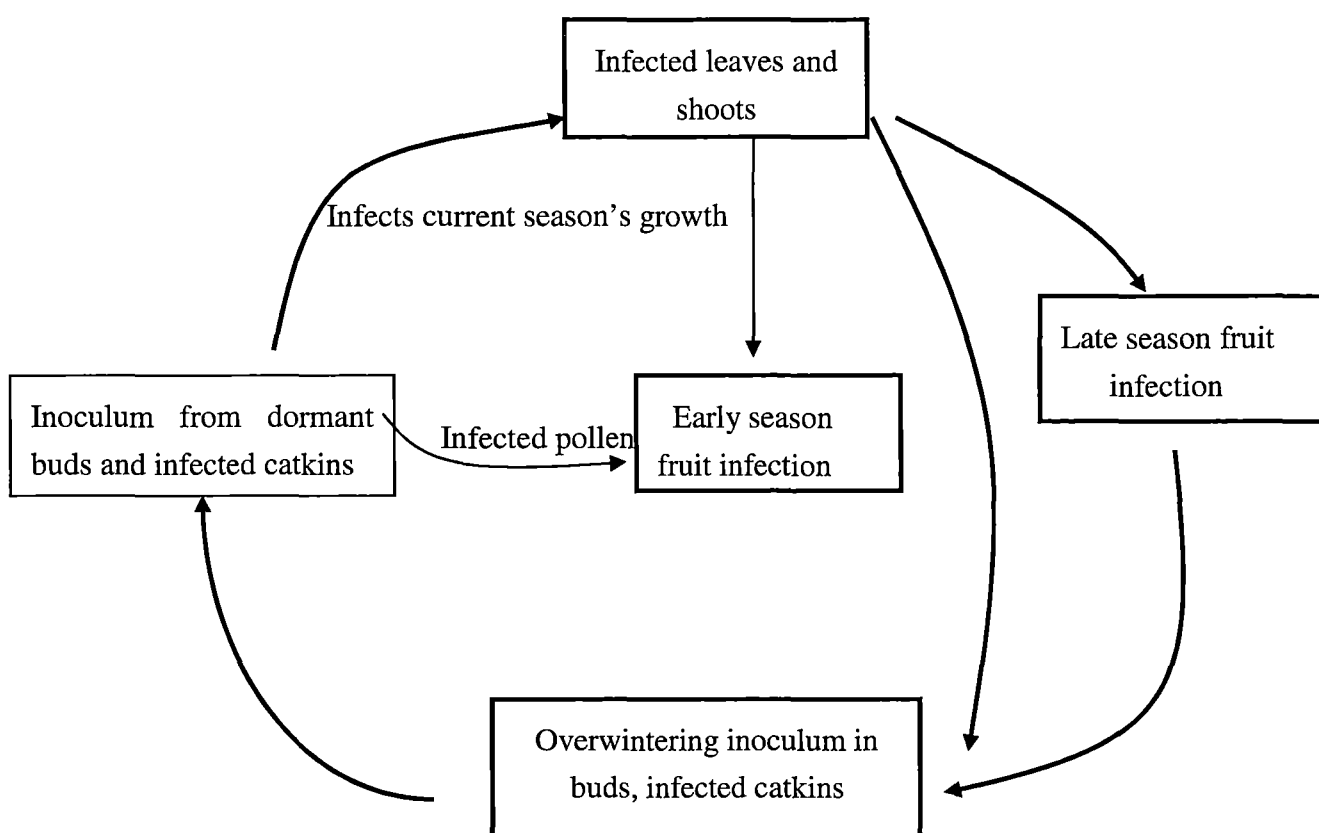 Infected leaves and
shoots
Infects current season's growth
Late season fruit
infection
Inoculum from dormant
buds and infected catkins
Infected pollen
Early season
fruit infection
Overwintering inoculum in
buds, infected catkins